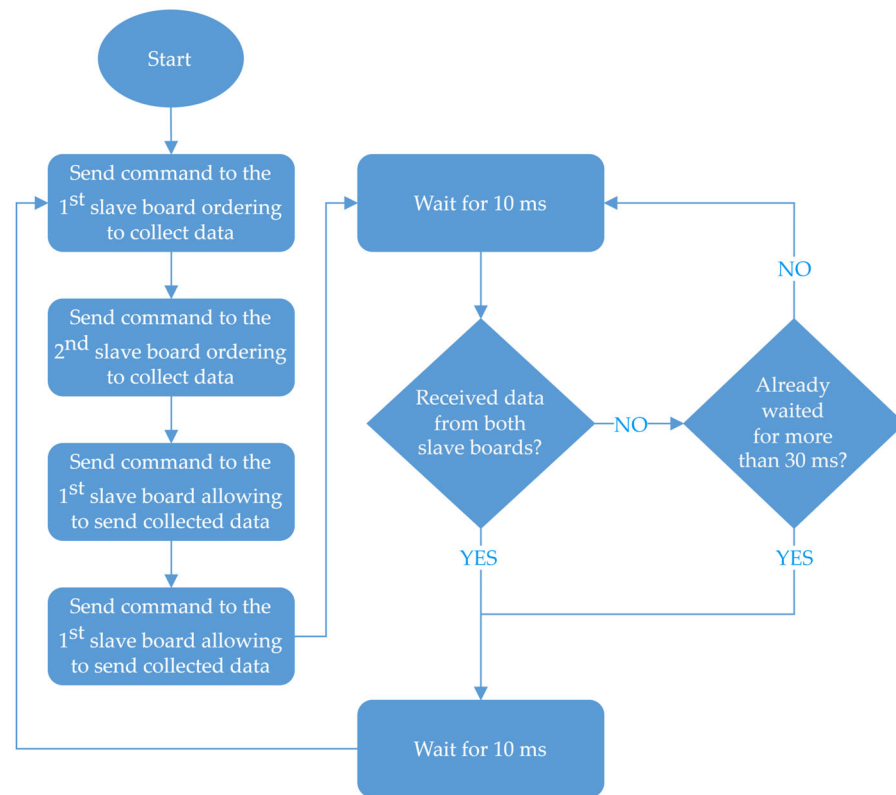 Start
Send command to the
1st slave board ordering
to collect data
Send command to the
2nd slave board ordering
to collect data
Send command to the
1st slave board allowing
to send collected data
Send command to the
1st slave board allowing
to send collected data
Wait for 10 ms
Received data
from both
slave boards?
NO
Already
waited
for more
than 30 ms?
NO
YES
YES
Wait for 10 ms